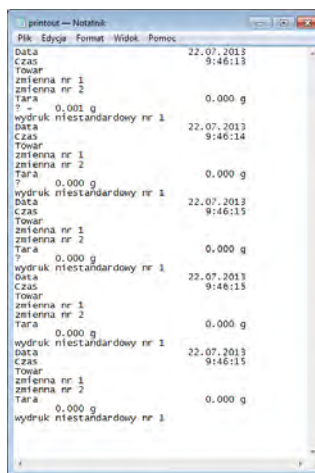 printout — Notatnik
Plik Edycja Format Widok Pomoc
Data 22.07.2013
Czas 9:46:13
Towar
zmienna nr 1
zmienna nr 2
Tara 0.000 g
? - 0.001 g
wydruk niestandardowy nr 1
Data 22.07.2013
Czas 9:46:14
Towar
zmienna nr 1
zmienna nr 2
Tara 0.000 g
? 0.000 g
wydruk niestandardowy nr 1
Data 22.07.2013
Czas 9:46:15
Towar
zmienna nr 1
zmienna nr 2
Tara 0.000 g
? 0.000 g
wydruk niestandardowy nr 1
Data 22.07.2013
Czas 9:46:15
Towar
zmienna nr 1
zmienna nr 2
Tara 0.000 g
0.000 g
wydruk niestandardowy nr 1
Data 22.07.2013
Czas 9:46:15
Towar
zmienna nr 1
zmienna nr 2
Tara 0.000 g
0.000 g
wydruk niestandardowy nr 1